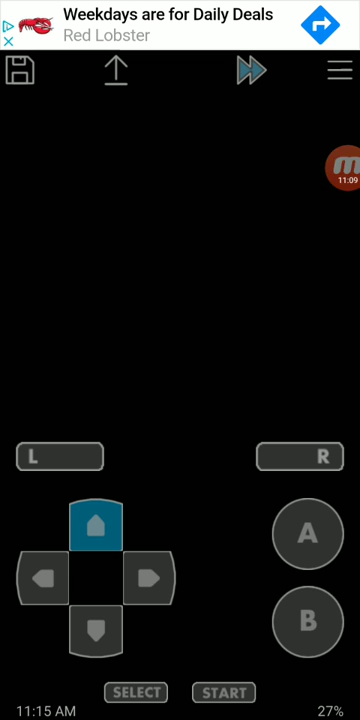 Weekdays are for Daily Deals
Red Lobster
11:09
L
R
A
B
SELECT
START
11:15 AM
27%